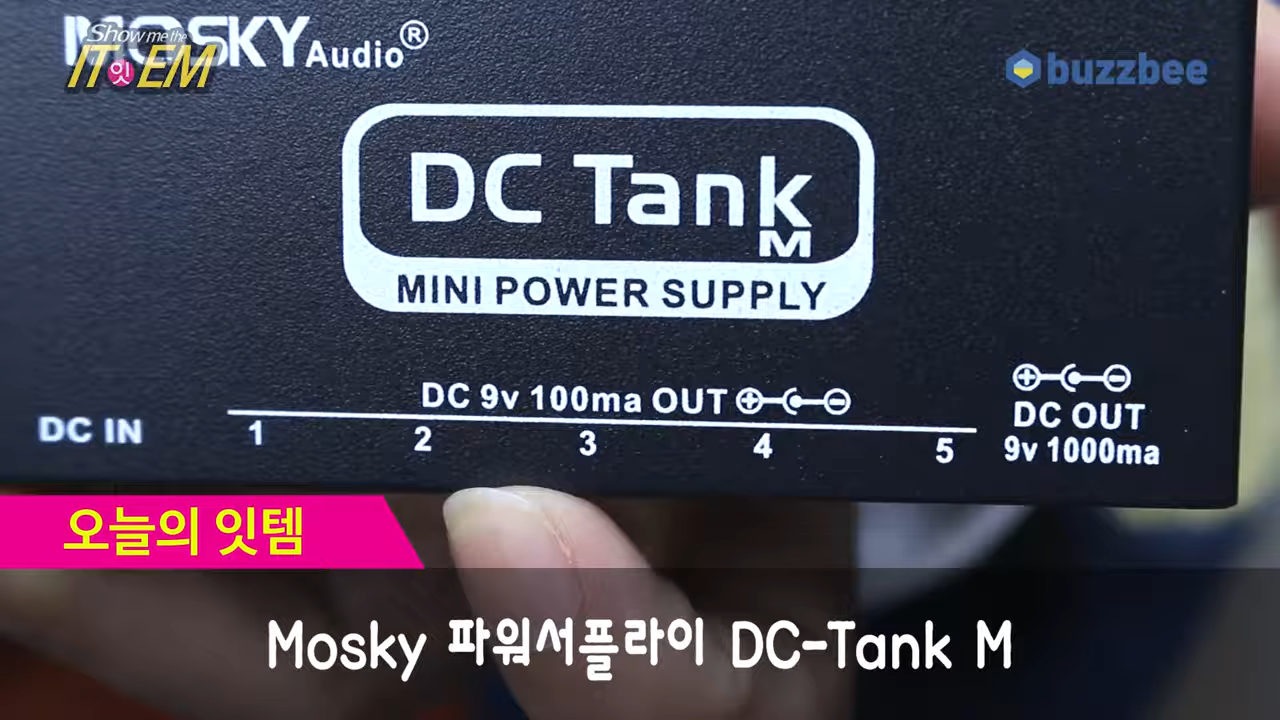 MOSKY Audio®
Show me the
IT잇EM
buzzbee
DC Tank
M
MINI POWER SUPPLY
DC 9v 100ma OUT
DC IN
1 2 3 4 5
DC OUT
9v 1000ma
오늘의 잇템
Mosky 파워서플라이 DC-Tank M